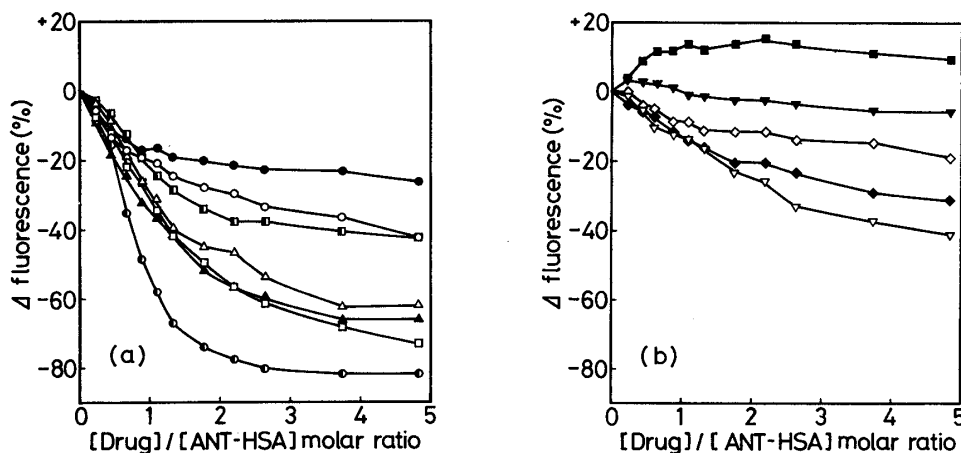 +20
0
-20
-40
-60
-80
Δ fluorescence (%)
(a)
0 1 2 3 4 5
[Drug]/[ANT-HSA] molar ratio
+20
0
-20
-40
-60
-80
Δ fluorescence (%)
(b)
0 1 2 3 4 5
[Drug]/[ANT-HSA] molar ratio